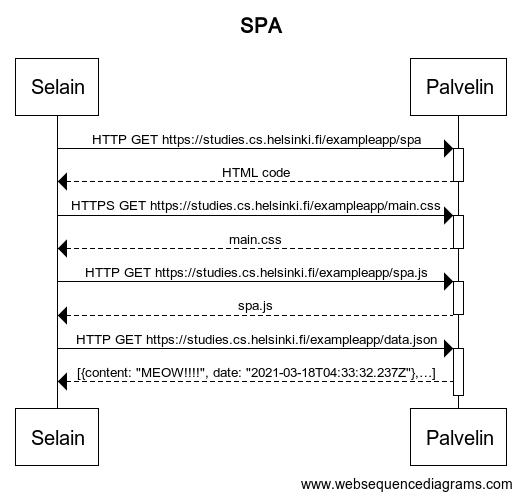 SPA
Selain
Palvelin
HTTP GET https://studies.cs.helsinki.fi/exampleapp/spa
HTML code
HTTPS GET https://studies.cs.helsinki.fi/exampleapp/main.css
main.css
HTTP GET https://studies.cs.helsinki.fi/exampleapp/spa.js
spa.js
HTTP GET https://studies.cs.helsinki.fi/exampleapp/data.json
[{content: "MEOW!!!!", date: "2021-03-18T04:33:32.237Z"},…]
Selain
Palvelin
www.websequencediagrams.com